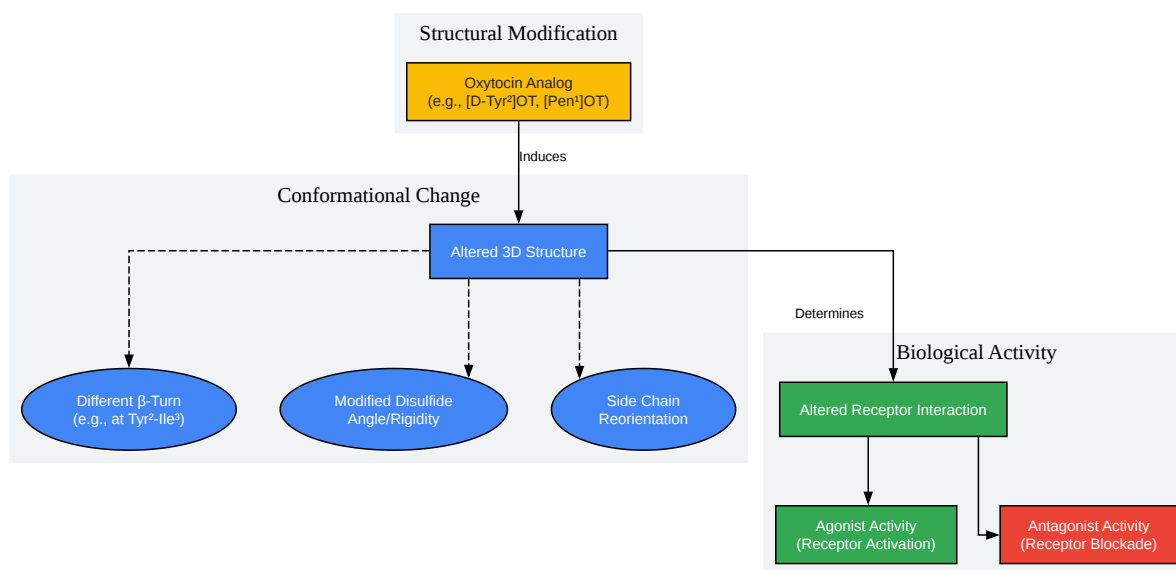 Structural Modification
Oxytocin Analog
(e.g., [D-Tyr²]OT, [Pen¹]OT)
Induces
Conformational Change
Altered 3D Structure
Different β-Turn
(e.g., at Tyr²-Ile³)
Modified Disulfide
Angle/Rigidity
Side Chain
Reorientation
Determines
Biological Activity
Altered Receptor Interaction
Agonist Activity
(Receptor Activation)
Antagonist Activity
(Receptor Blockade)